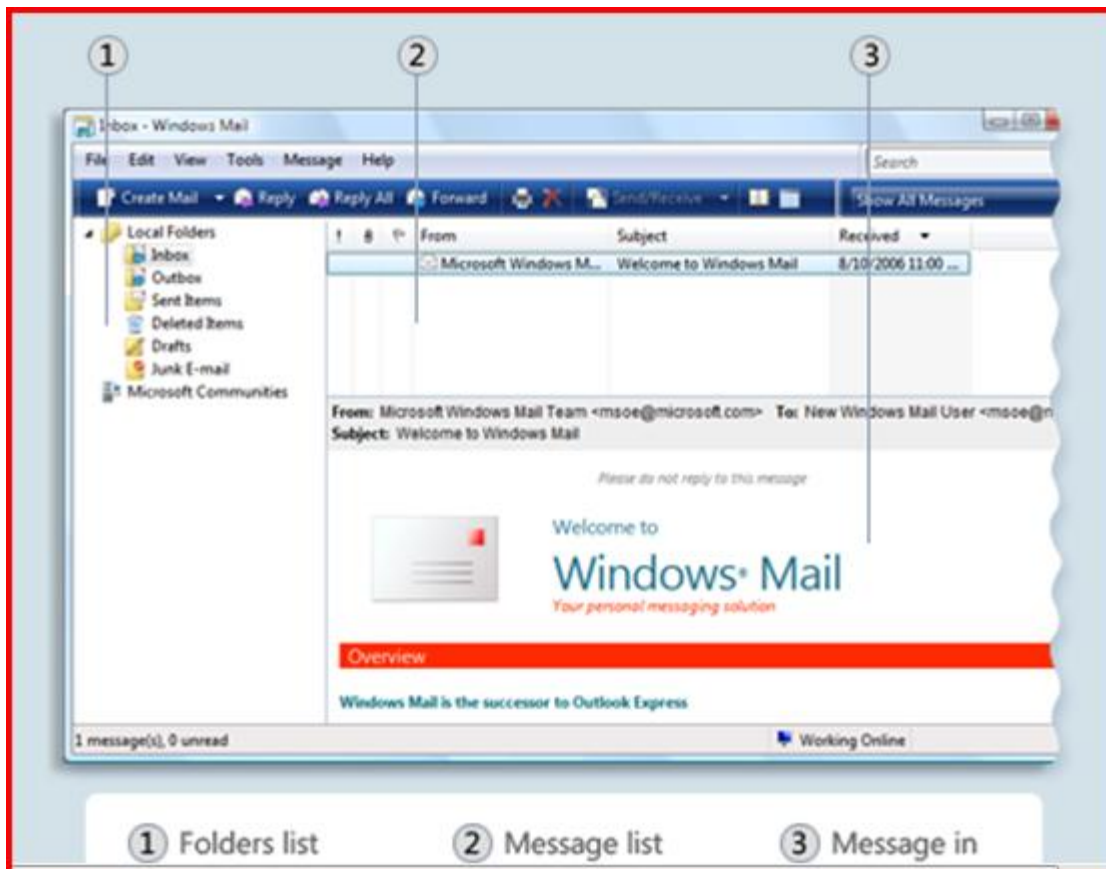 1 2 3
Inbox - Windows Mail
File Edit View Tools Message Help Search
Create Mail Reply Reply All Forward Send/Receive Show All Messages
Local Folders
Inbox
Outbox
Sent Items
Deleted Items
Drafts
Junk E-mail
Microsoft Communities
! From Subject Received
Microsoft Windows M... Welcome to Windows Mail 8/10/2006 11:00 ...
From: Microsoft Windows Mail Team <msoe@microsoft.com> To: New Windows Mail User <msoe@
Subject: Welcome to Windows Mail
Please do not reply to this message
Welcome to
Windows® Mail
Your personal messaging solution
Overview
Windows Mail is the successor to Outlook Express
1 message(s), 0 unread Working Online
1 Folders list 2 Message list 3 Message in